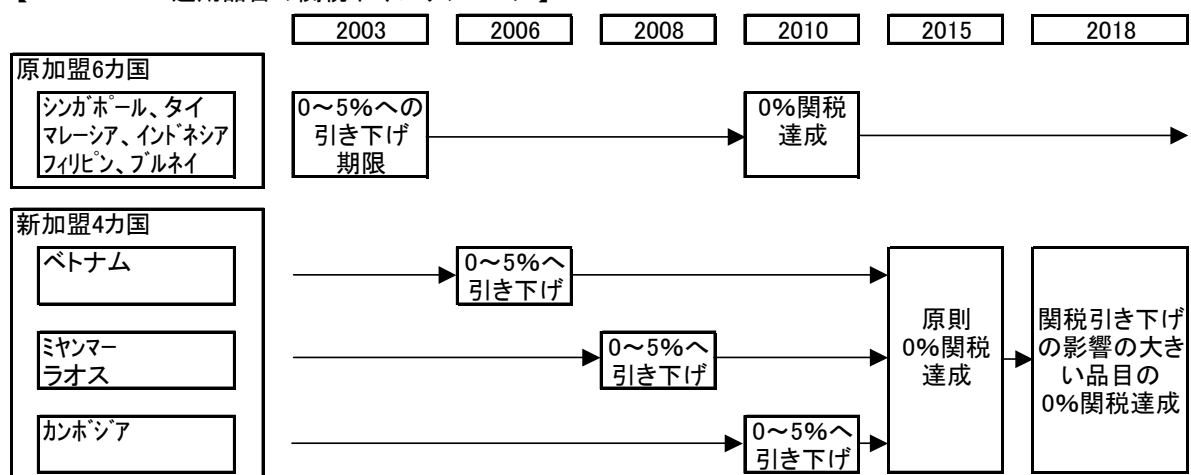 2003 2006 2008 2010 2015 2018
原加盟6カ国
シンガポール、タイ
マレーシア、インドネシア
フィリピン、ブルネイ
0～5%への
引き下げ
期限
0%関税
達成
新加盟4カ国
ベトナム
0～5%へ
引き下げ
ミヤンマー
ラオス
0～5%へ
引き下げ
カンボジア
0～5%へ
引き下げ
原則
0%関税
達成
関税引き下げ
の影響の大き
い品目の
0%関税達成